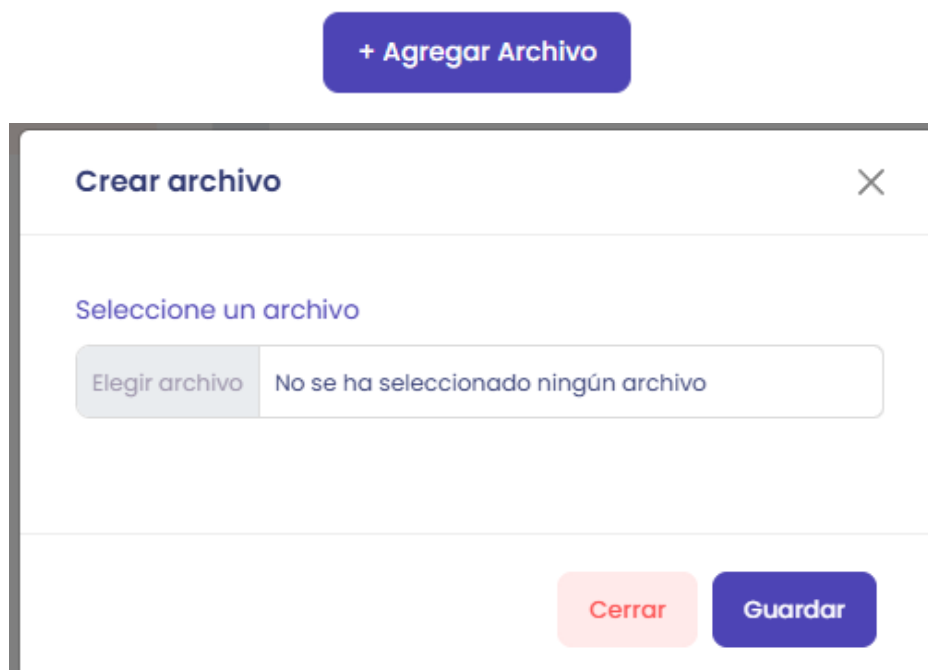 + Agregar Archivo
Crear archivo
Seleccione un archivo
Elegir archivo No se ha seleccionado ningún archivo
Cerrar Guardar